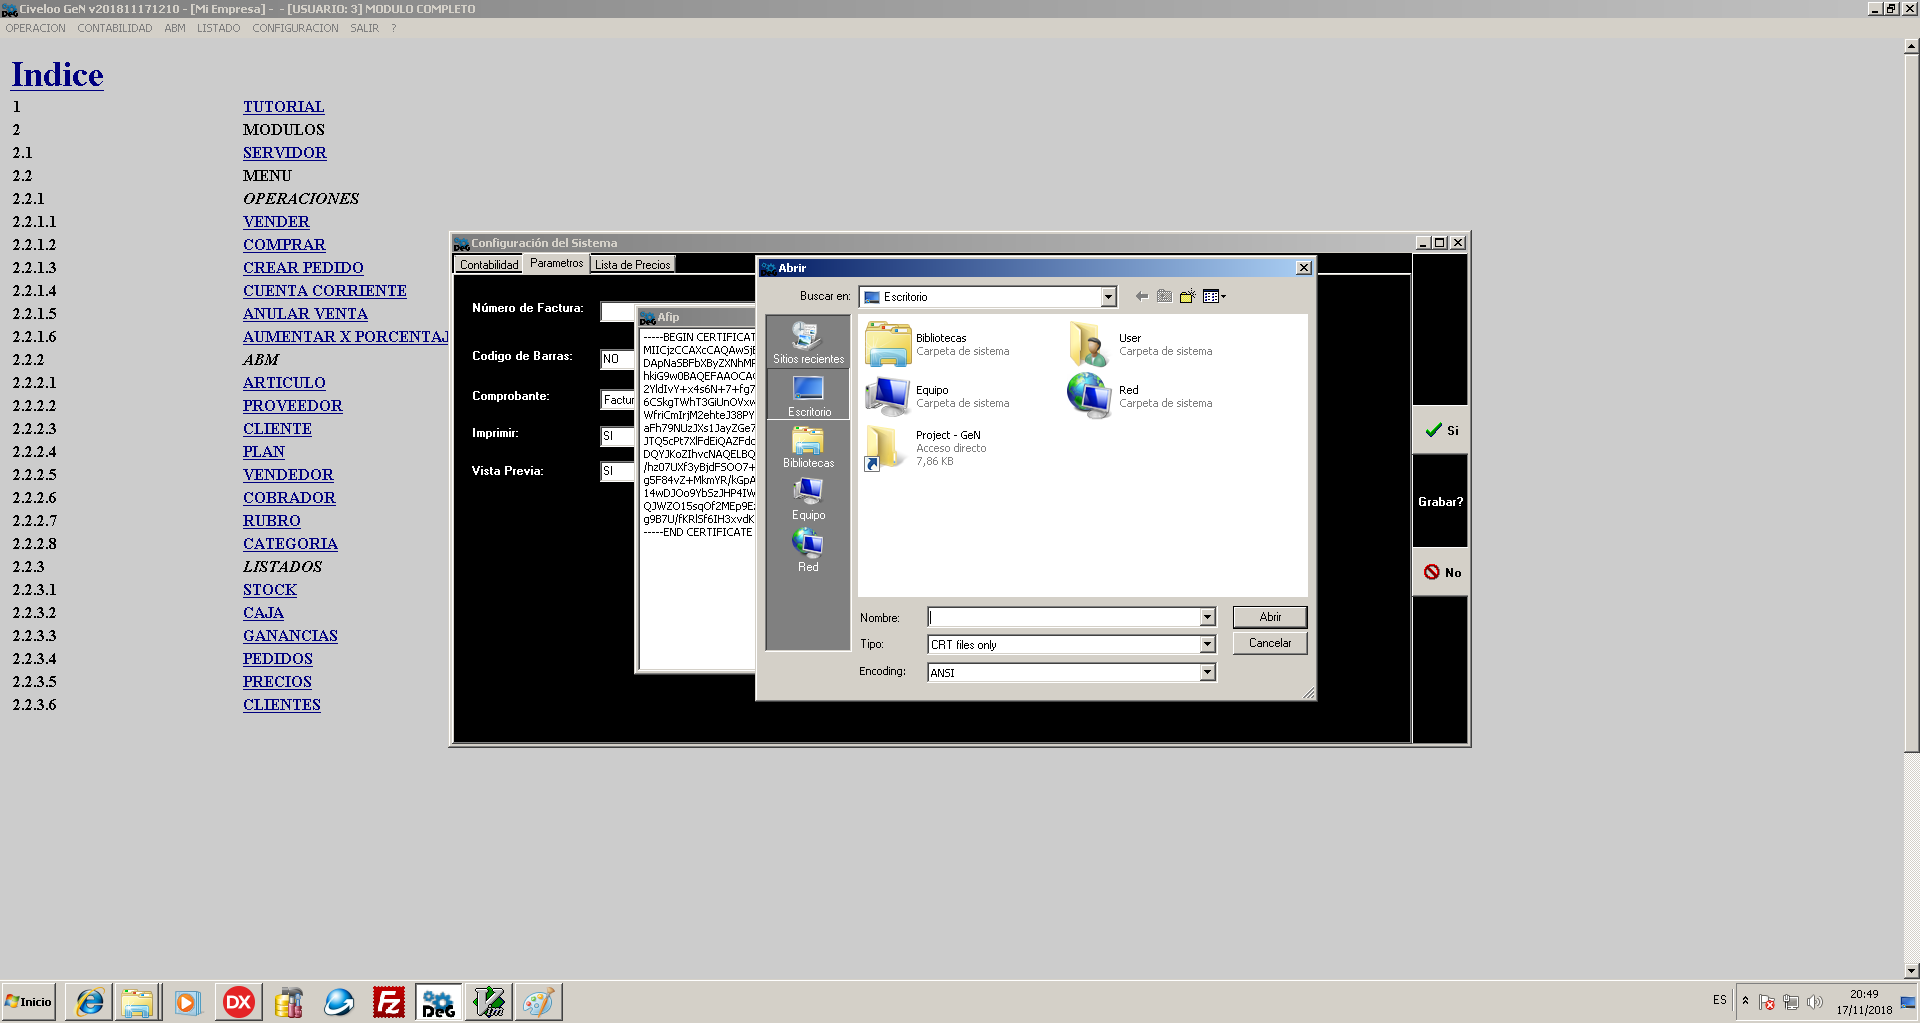 Civeloo GeN v201811171210 - [Mi Empresa] - - [USUARIO: 3] MODULO COMPLETO
OPERACION CONTABILIDAD ABM LISTADO CONFIGURACION SALIR ?
Indice
1 TUTORIAL
2 MODULOS
2.1 SERVIDOR
2.2 MENU
2.2.1 OPERACIONES
2.2.1.1 VENDER
2.2.1.2 COMPRAR
2.2.1.3 CREAR PEDIDO
2.2.1.4 CUENTA CORRIENTE
2.2.1.5 ANULAR VENTA
2.2.1.6 AUMENTAR X PORCENTAJ
2.2.2 ABM
2.2.2.1 ARTICULO
2.2.2.2 PROVEEDOR
2.2.2.3 CLIENTE
2.2.2.4 PLAN
2.2.2.5 VENDEDOR
2.2.2.6 COBRADOR
2.2.2.7 RUBRO
2.2.2.8 CATEGORIA
2.2.3 LISTADOS
2.2.3.1 STOCK
2.2.3.2 CAJA
2.2.3.3 GANANCIAS
2.2.3.4 PEDIDOS
2.2.3.5 PRECIOS
2.2.3.6 CLIENTES
Configuración del Sistema
Contabilidad Parametros Lista de Precios
Número de Factura:
Codigo de Barras: NO
Comprobante: Factur
Imprimir: SI
Vista Previa: SI
Si
Grabar?
No
Afip
-----BEGIN CERTIFICAT
MIICjzCCAXcCAQAwSjE
DApNaSBFbXByZXNhMR
hkiG9w0BAQEFAAOCAQ
2YldIvY+x4s6N+7+fg7
6C5kgTWhT3GiUnOVxw
WfriCmIrjM2ehteJ38PY
aFh79NUzJXs1JayZGe7
JTQ5cPt7XlFdEiQAZFdc
DQYJKoZIhvcNAQELBQ
/hz07UXf3yBjdFSOO7+
g5F84vZ+MkmYR/kGpA
14wDJOo9YbSzJHP4IW
QJWZO15sqOf2MEp9Ez
g9B7U/fKRlSf6IH3xvdK
-----END CERTIFICATE
Abrir
Buscar en: Escritorio
Sitios recientes
Escritorio
Bibliotecas
Equipo
Red
Bibliotecas
Carpeta de sistema
User
Carpeta de sistema
Equipo
Carpeta de sistema
Red
Carpeta de sistema
Project - GeN
Acceso directo
7,86 KB
Nombre: Abrir
Tipo: CRT files only Cancelar
Encoding: ANSI
Inicio
DX
FZ
DeG
ES
20:49
17/11/2018